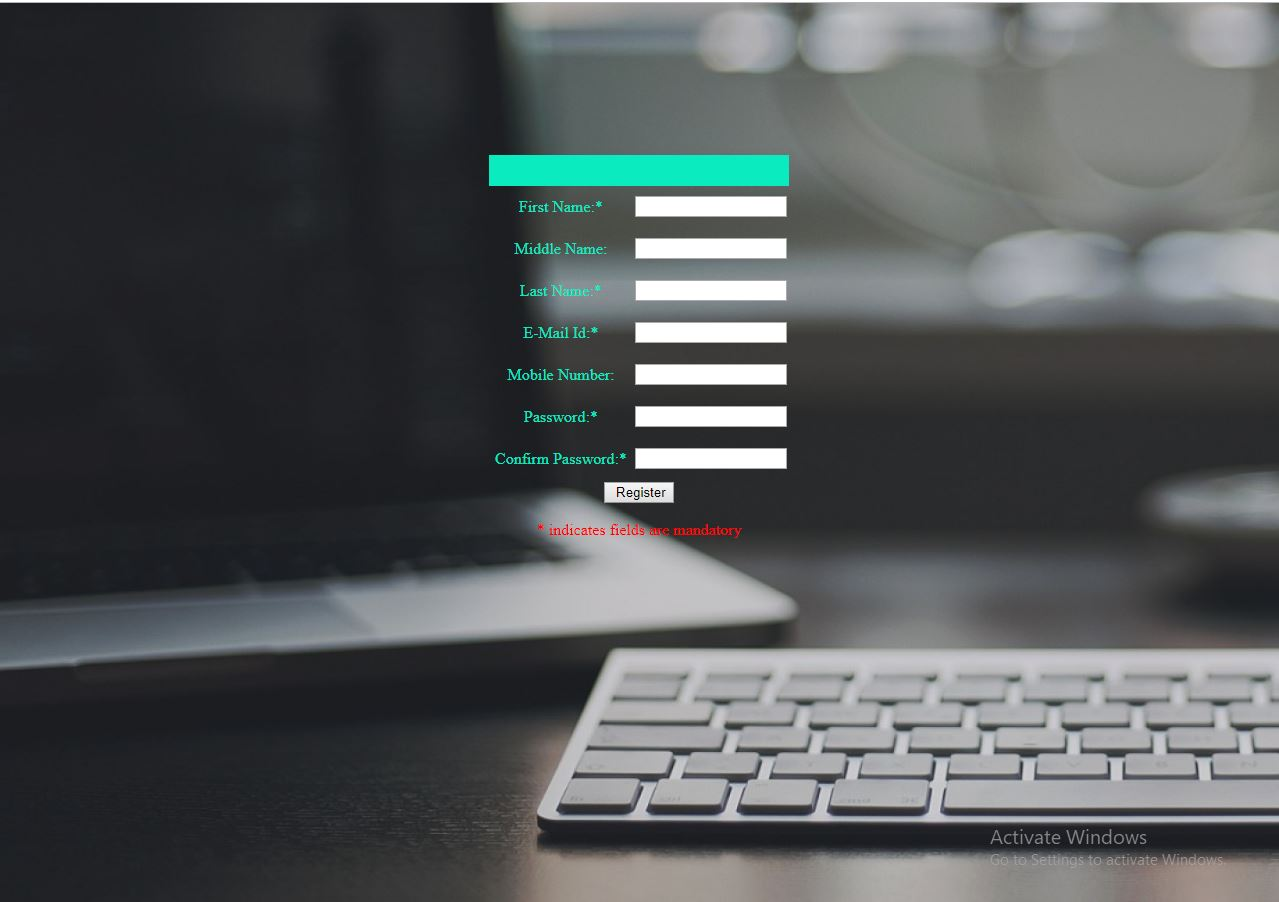 First Name:*
Middle Name:
Last Name:*
E-Mail Id:*
Mobile Number:
Password:*
Confirm Password:*
Register
* indicates fields are mandatory
cmd
Activate Windows
Go to Settings to activate Windows.